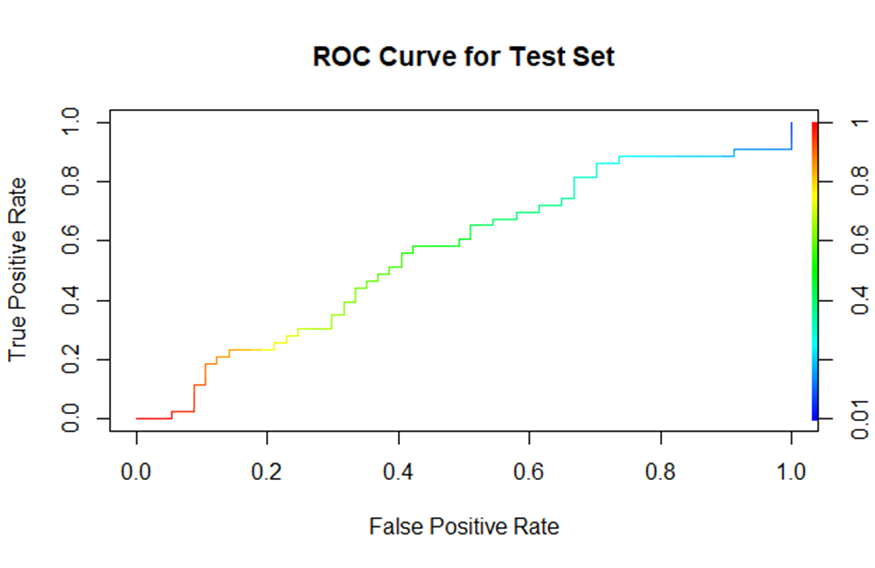 ROC Curve for Test Set
True Positive Rate
0.0 0.2 0.4 0.6 0.8 1.0
0.01 0.4 0.6 0.8 1
0.0 0.2 0.4 0.6 0.8 1.0
False Positive Rate